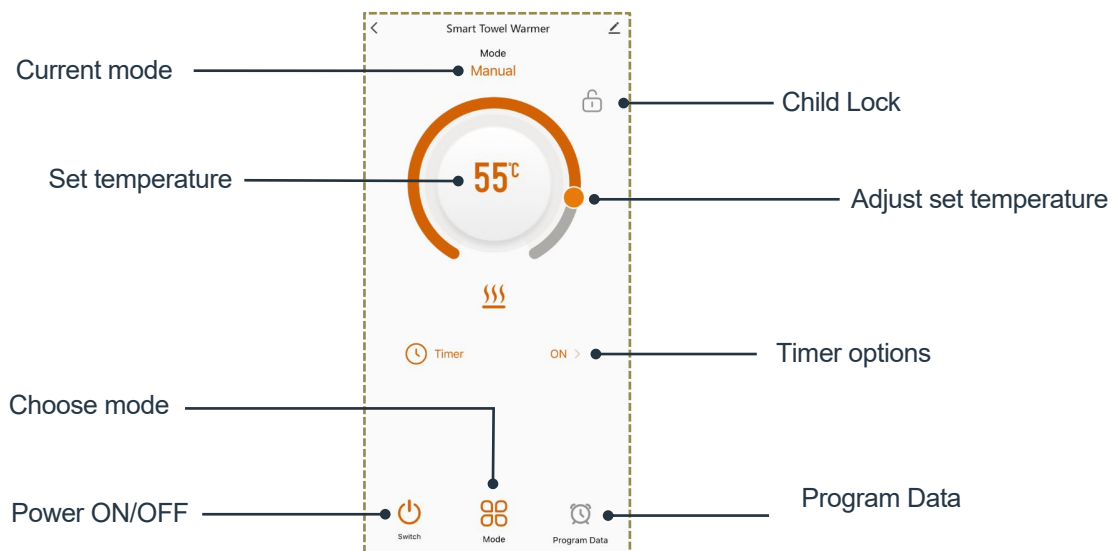 Smart Towel Warmer
Mode
Current mode
Manual
Child Lock
Set temperature
55°C
Adjust set temperature
Timer
ON
Timer options
Choose mode
Power ON/OFF
Program Data
Switch
Mode
Program Data